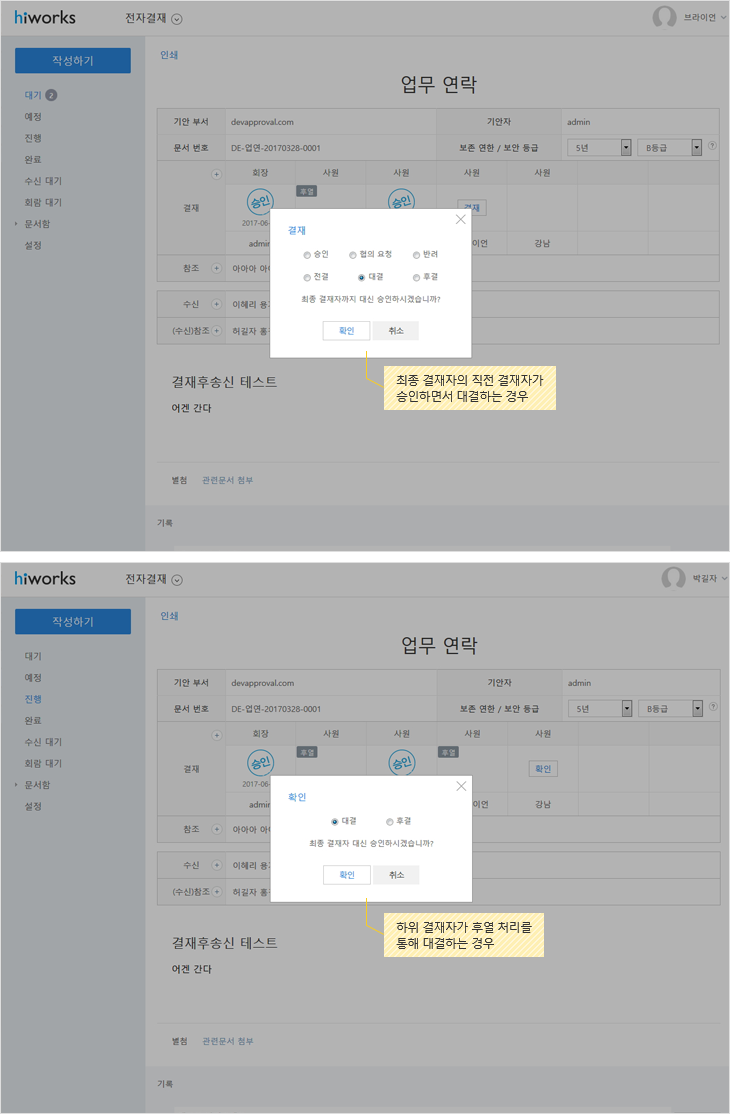 hiworks 전자결재 브라이언
작성하기
대기 2
예정
진행
완료
수신 대기
회람 대기
문서함
설정
인쇄
업무 연락
기안 부서 devapproval.com 기안자 admin
문서 번호 DE-업연-20170328-0001 보존 연한 / 보안 등급 5년 B등급 ?
결재 + 회장 사원 사원 사원 사원
승인 후열 승인 결재
2017-06-
admin 이언 강남
참조 + 아아아 아
수신 + 이혜리 용
(수신)참조 + 허길자 홍
결재
승인 협의 요청 반려
전결 대결 후결
최종 결재자까지 대신 승인하시겠습니까?
확인 취소
최종 결재자의 직전 결재자가
승인하면서 대결하는 경우
결재후송신 테스트
어겐 간다
별첨 관련문서 첨부
기록
hiworks 전자결재 박길자
작성하기
대기
예정
진행
완료
수신 대기
회람 대기
문서함
설정
인쇄
업무 연락
기안 부서 devapproval.com 기안자 admin
문서 번호 DE-업연-20170328-0001 보존 연한 / 보안 등급 5년 B등급 ?
결재 + 회장 사원 사원 사원 사원
승인 후열 승인 후열 확인
2017-06-
admin 이언 강남
참조 + 아아아 아
수신 + 이혜리 용
(수신)참조 + 허길자 홍
확인
대결 후결
최종 결재자 대신 승인하시겠습니까?
확인 취소
하위 결재자가 후열 처리를
통해 대결하는 경우
결재후송신 테스트
어겐 간다
별첨 관련문서 첨부
기록